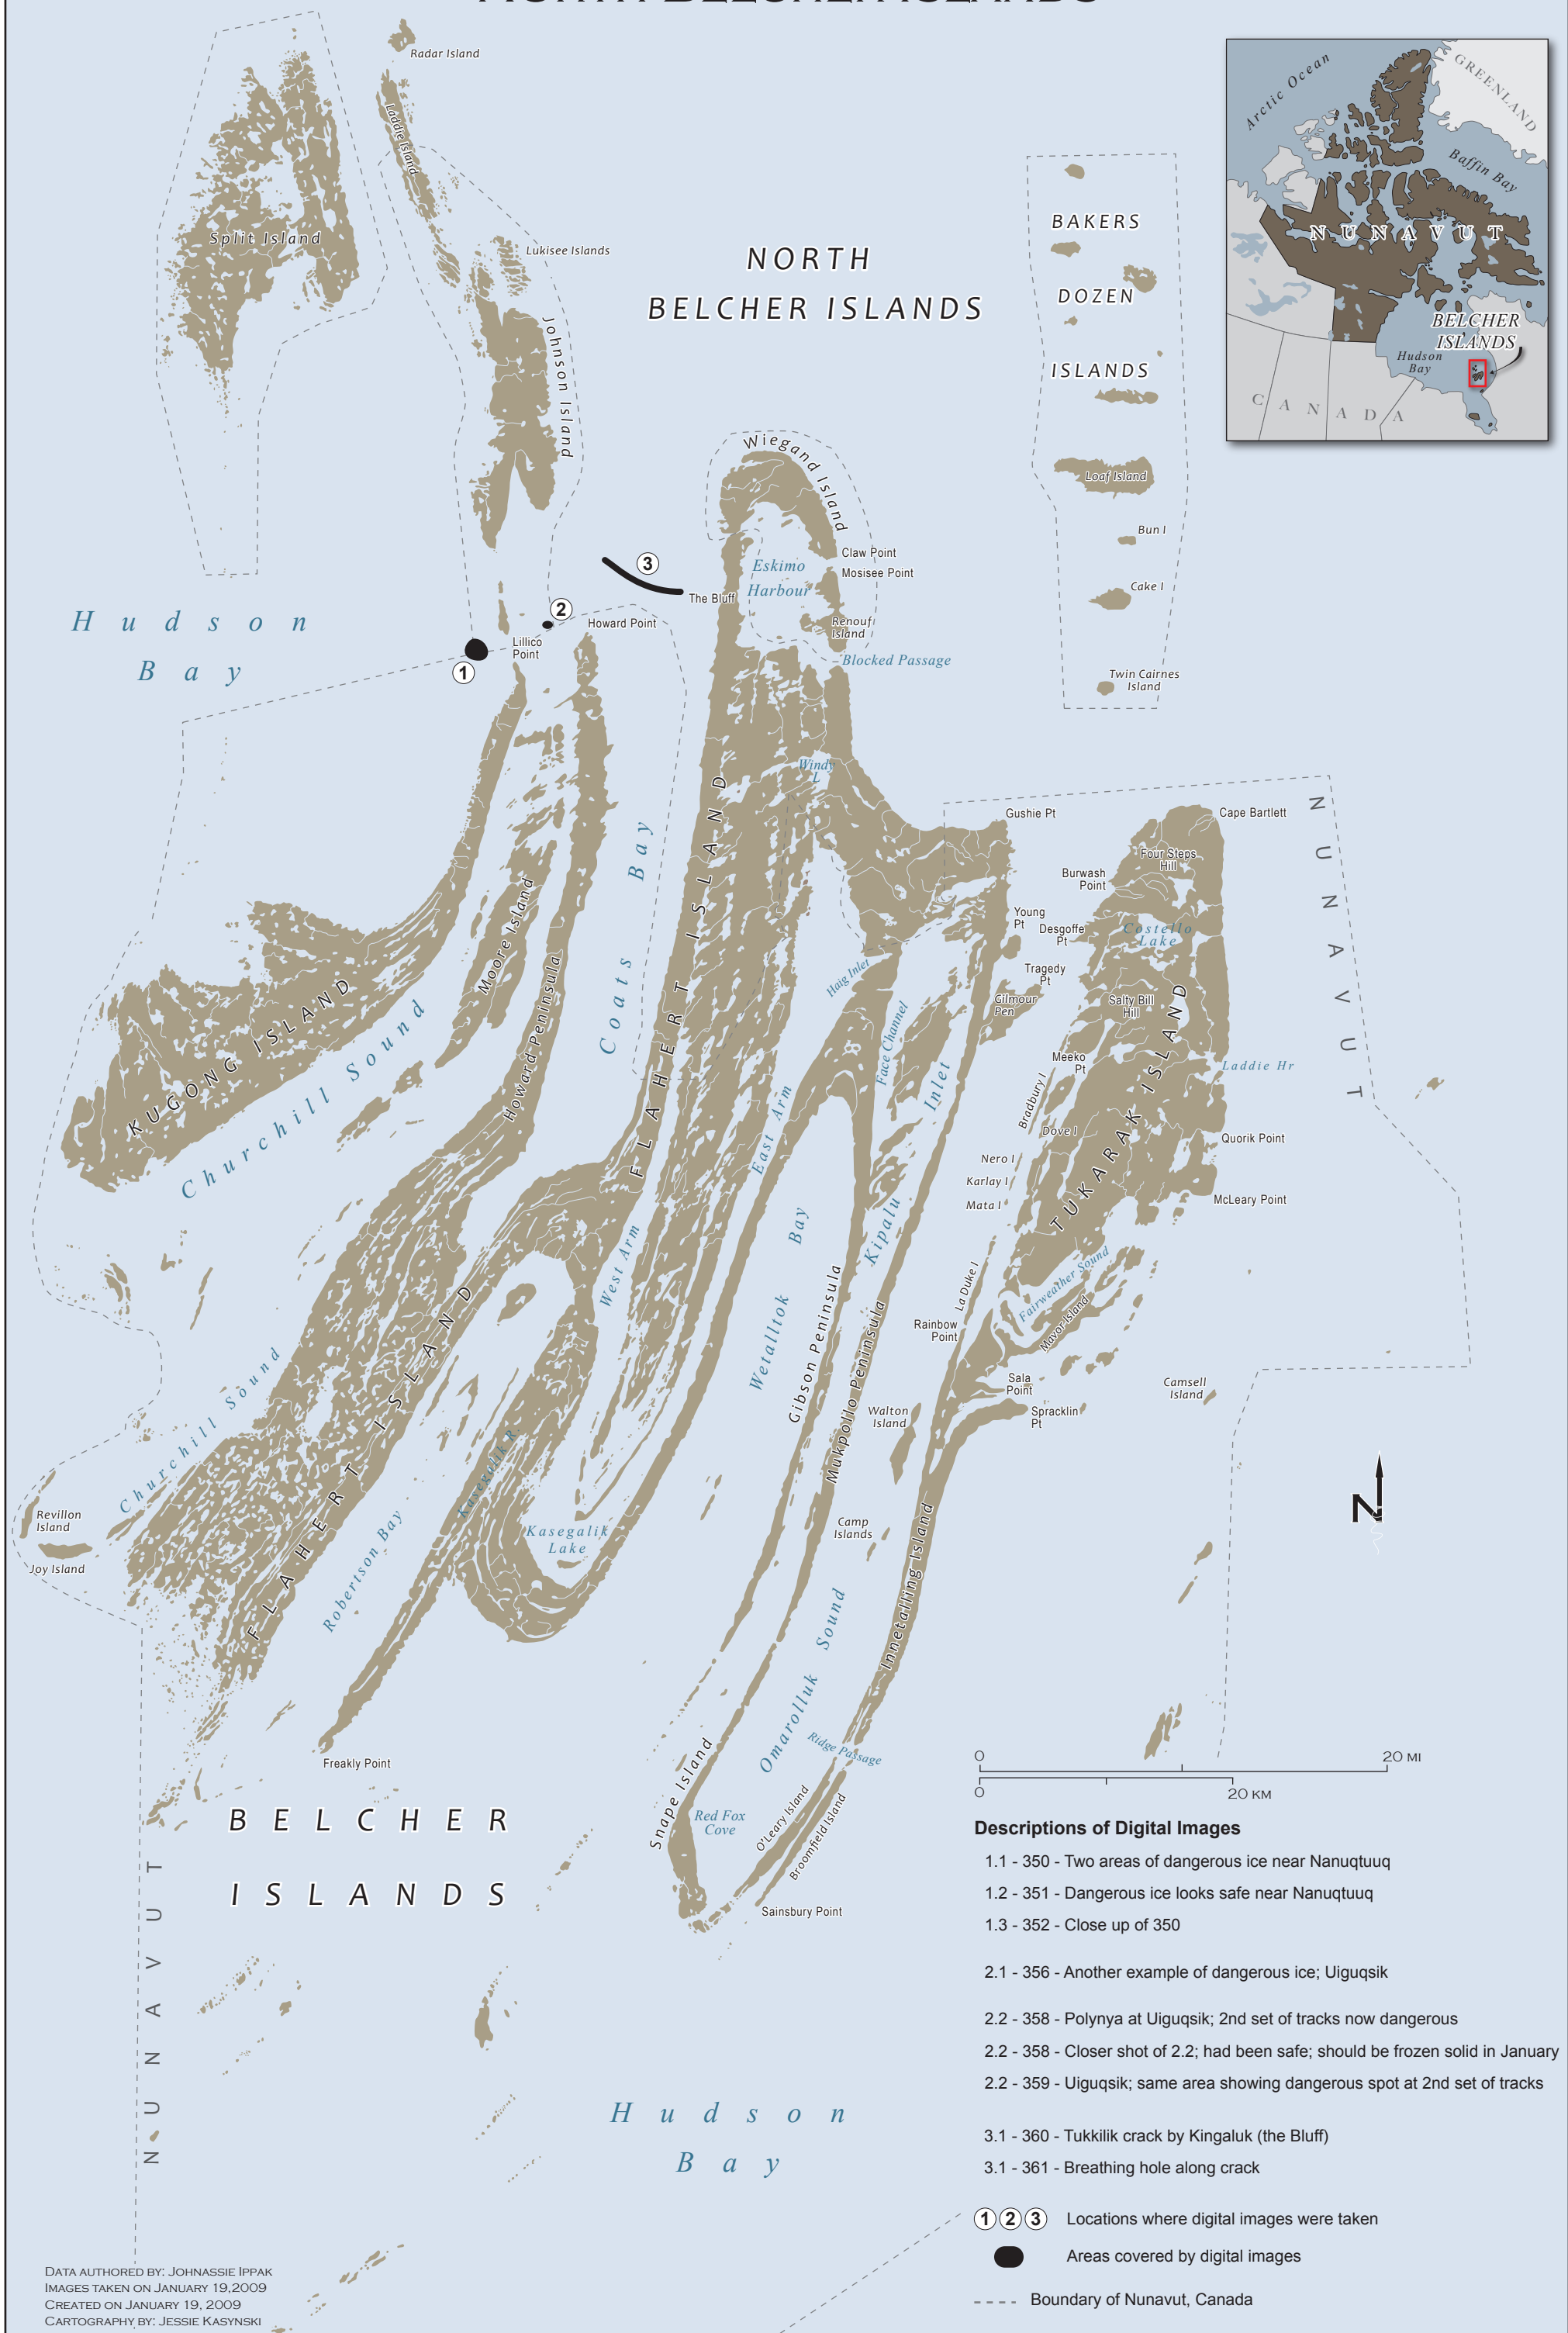 Radar Island
Laddie Island
Split Island
Lukisee Islands
Johnson Island
NORTH
BELCHER ISLANDS
BAKERS
DOZEN
ISLANDS
Loaf Island
Bun I
Cake I
Twin Cairnes
Island
Arctic Ocean
GREENLAND
Baffin Bay
NUNAVUT
BELCHER
ISLANDS
Hudson
Bay
CANADA
Wiegand Island
Claw Point
Mosisee Point
Eskimo
Harbour
The Bluff
Renouf
Island
Blocked Passage
3
2
1
Howard Point
Lillico
Point
Hudson
Bay
Windy
L
Gushie Pt
Cape Bartlett
Four Steps
Hill
Burwash
Point
Young
Pt
Desgoffe
Pt
Costello
Lake
Tragedy
Pt
Gilmour
Pen
Salty Bill
Hill
NUNAVUT
Coats Bay
FLAHERT ISLAND
Moore Island
Howard Peninsula
KUGONG ISLAND
Churchill Sound
Haig Inlet
Face Channel
Meeko
Pt
Laddie Hr
Bradbury I
Dove I
TUKARAK ISLAND
Quorik Point
Nero I
Karlay I
Mata I
McLeary Point
East Arm
West Arm
Wetalltok Bay
Kipalu Inlet
Gibson Peninsula
Mukpollo Peninsula
La Duke I
Fairweather Sound
Mavor Island
Rainbow
Point
Sala
Point
Spracklin
Pt
Camsell
Island
Walton
Island
Camp
Islands
Innetalling Island
Churchill Sound
FLAHERT ISLAND
Kasegalik R
Kasegalik
Lake
Robertson Bay
Revillon
Island
Joy Island
Freakly Point
Omarolluk Sound
Ridge Passage
Snape Island
Red Fox
Cove
O'Leary Island
Broomfield Island
Sainsbury Point
N
BELCHER
ISLANDS
NUNAVUT
Hudson
Bay
0 20 MI
0 20 KM
Descriptions of Digital Images
1.1 - 350 - Two areas of dangerous ice near Nanuqtuuq
1.2 - 351 - Dangerous ice looks safe near Nanuqtuuq
1.3 - 352 - Close up of 350
2.1 - 356 - Another example of dangerous ice; Uiguqsik
2.2 - 358 - Polynya at Uiguqsik; 2nd set of tracks now dangerous
2.2 - 358 - Closer shot of 2.2; had been safe; should be frozen solid in January
2.2 - 359 - Uiguqsik; same area showing dangerous spot at 2nd set of tracks
3.1 - 360 - Tukkilik crack by Kingaluk (the Bluff)
3.1 - 361 - Breathing hole along crack
1 2 3 Locations where digital images were taken
Areas covered by digital images
Boundary of Nunavut, Canada
DATA AUTHORED BY: JOHNASSIE IPPAK
IMAGES TAKEN ON JANUARY 19,2009
CREATED ON JANUARY 19, 2009
CARTOGRAPHY BY: JESSIE KASYNSKI